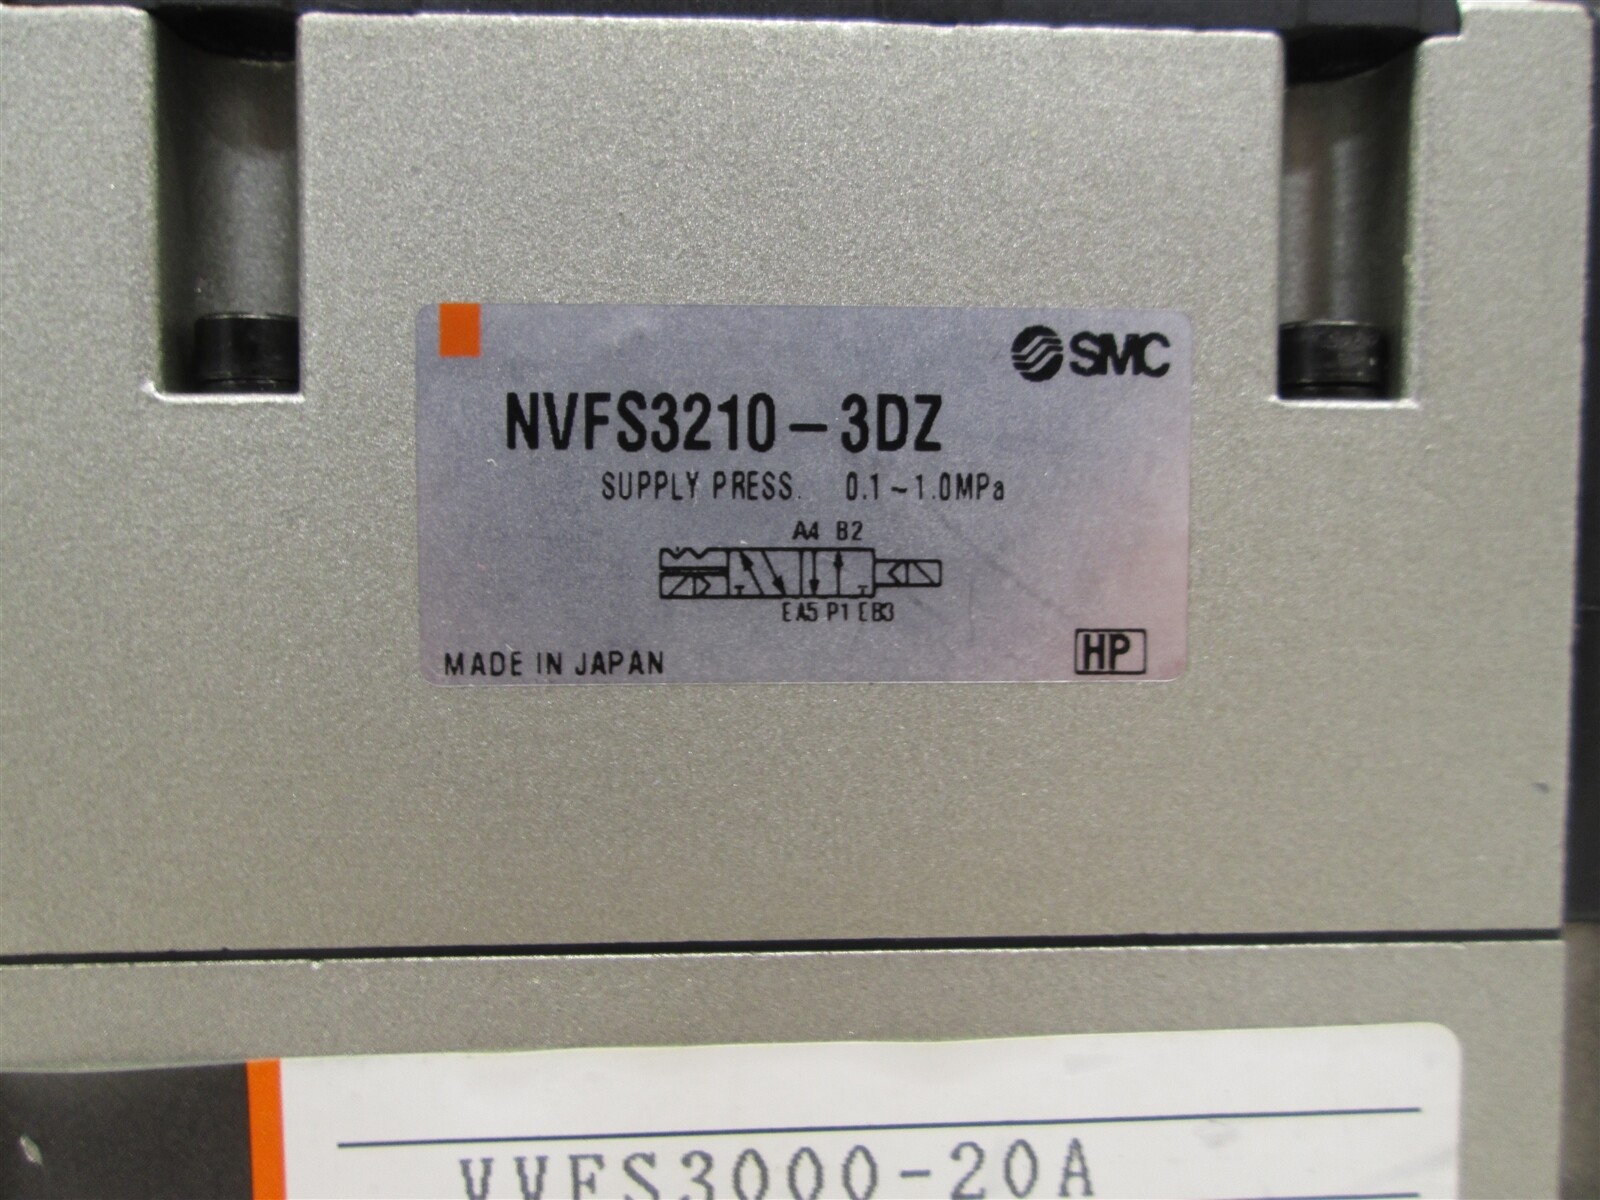 SMC
NVFS3210-3DZ
SUPPLY PRESS. 0.1~1.0MPa
A4 B2
EA5 P1 EB3
MADE IN JAPAN
HP
VVFS3000-20A